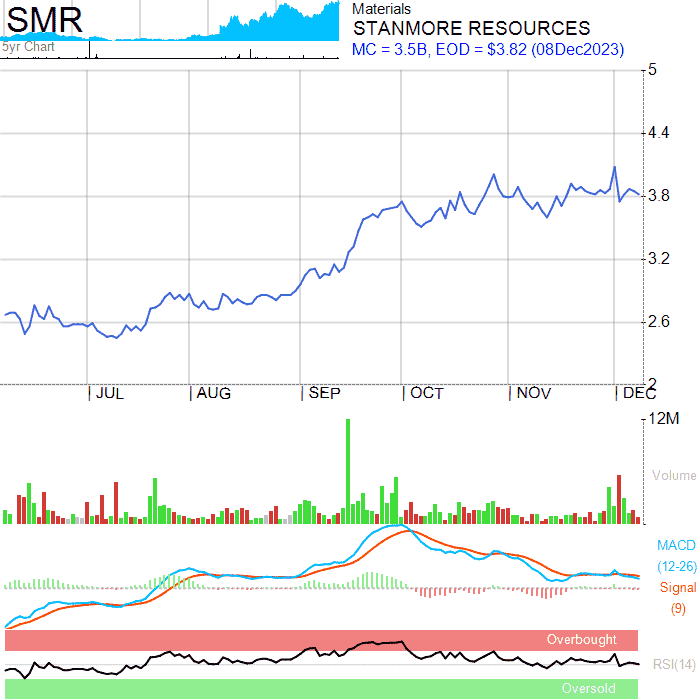 SMR
5yr Chart
Materials
STANMORE RESOURCES
MC = 3.5B, EOD = $3.82 (08Dec2023)
5
4.4
3.8
3.2
2.6
2
JUL AUG SEP OCT NOV DEC
12M
Volume
MACD
(12-26)
Signal
(9)
Overbought
RSI(14)
Oversold